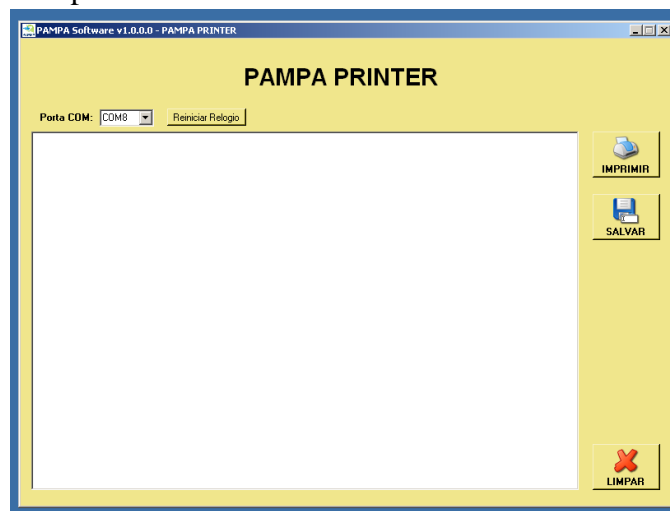 PAMPA Software v1.0.0.0 - PAMPA PRINTER
PAMPA PRINTER
Porta COM: COM8 Reiniciar Relogio
IMPRIMIR
SALVAR
LIMPAR